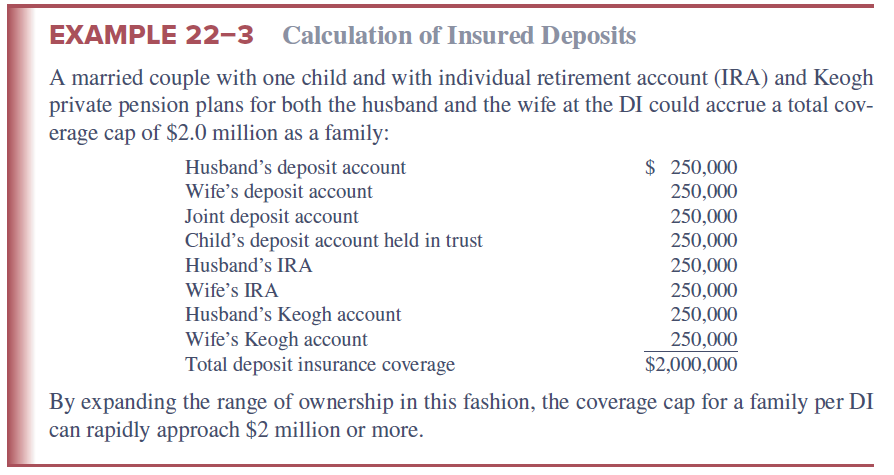 EXAMPLE 22–3 Calculation of Insured Deposits
A married couple with one child and with individual retirement account (IRA) and Keogh
private pension plans for both the husband and the wife at the DI could accrue a total cov-
erage cap of $2.0 million as a family:
Husband's deposit account $ 250,000
Wife's deposit account 250,000
Joint deposit account 250,000
Child's deposit account held in trust 250,000
Husband's IRA 250,000
Wife's IRA 250,000
Husband's Keogh account 250,000
Wife's Keogh account 250,000
Total deposit insurance coverage $2,000,000
By expanding the range of ownership in this fashion, the coverage cap for a family per DI
can rapidly approach $2 million or more.